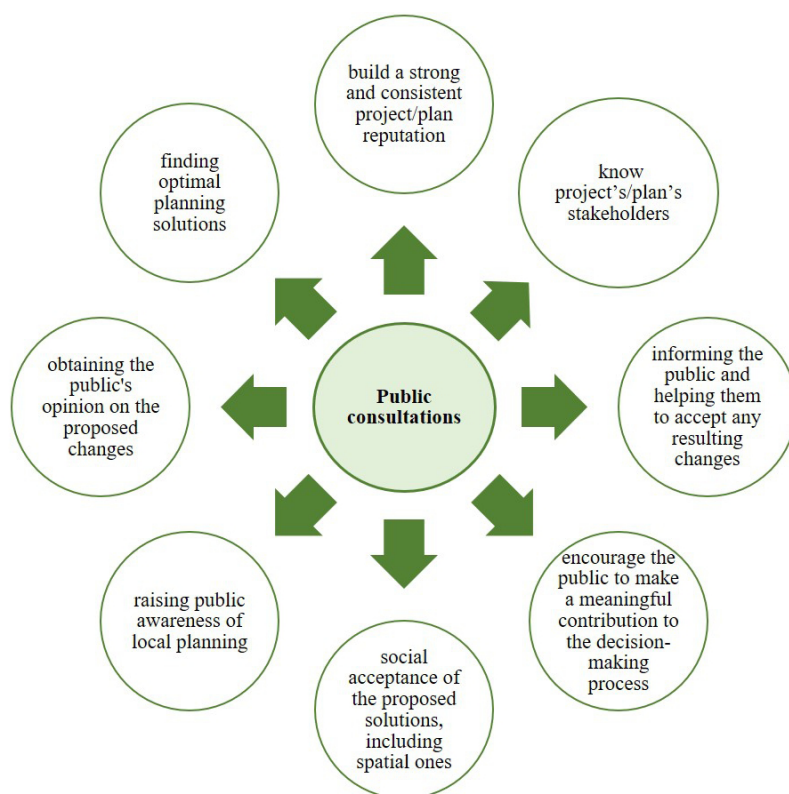 build a strong
and consistent
project/plan
reputation
know
project’s/plan’s
stakeholders
informing the
public and
helping them
to accept any
resulting
changes
encourage the
public to make
a meaningful
contribution to
the decision-
making
process
social
acceptance of
the proposed
solutions,
including
spatial ones
raising public
awareness of
local planning
obtaining the
public's
opinion on the
proposed
changes
finding
optimal
planning
solutions
Public
consultations